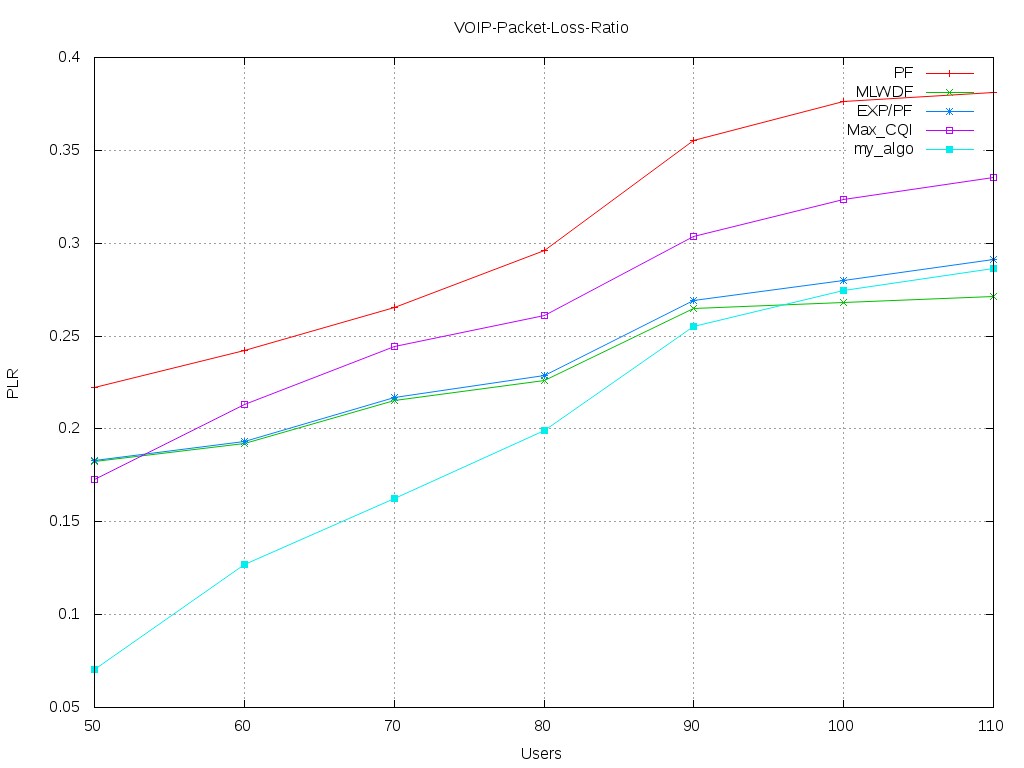 VOIP-Packet-Loss-Ratio
0.4
0.35
0.3
0.25
0.2
0.15
0.1
0.05
PLR
PF
MLWDF
EXP/PF
Max_CQI
my_algo
50 60 70 80 90 100 110
Users